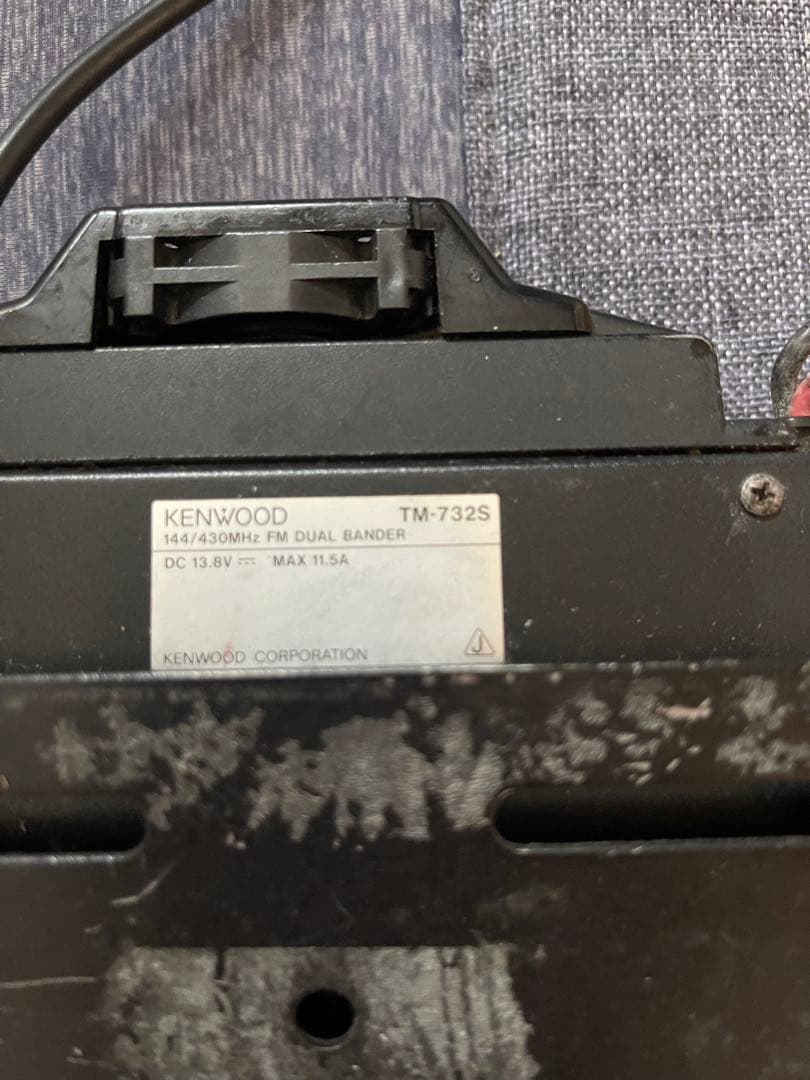 KENWOOD TM-732S
144/430MHz FM DUAL BANDER
DC 13.8V ⎓ MAX 11.5A
KENWOOD CORPORATION J